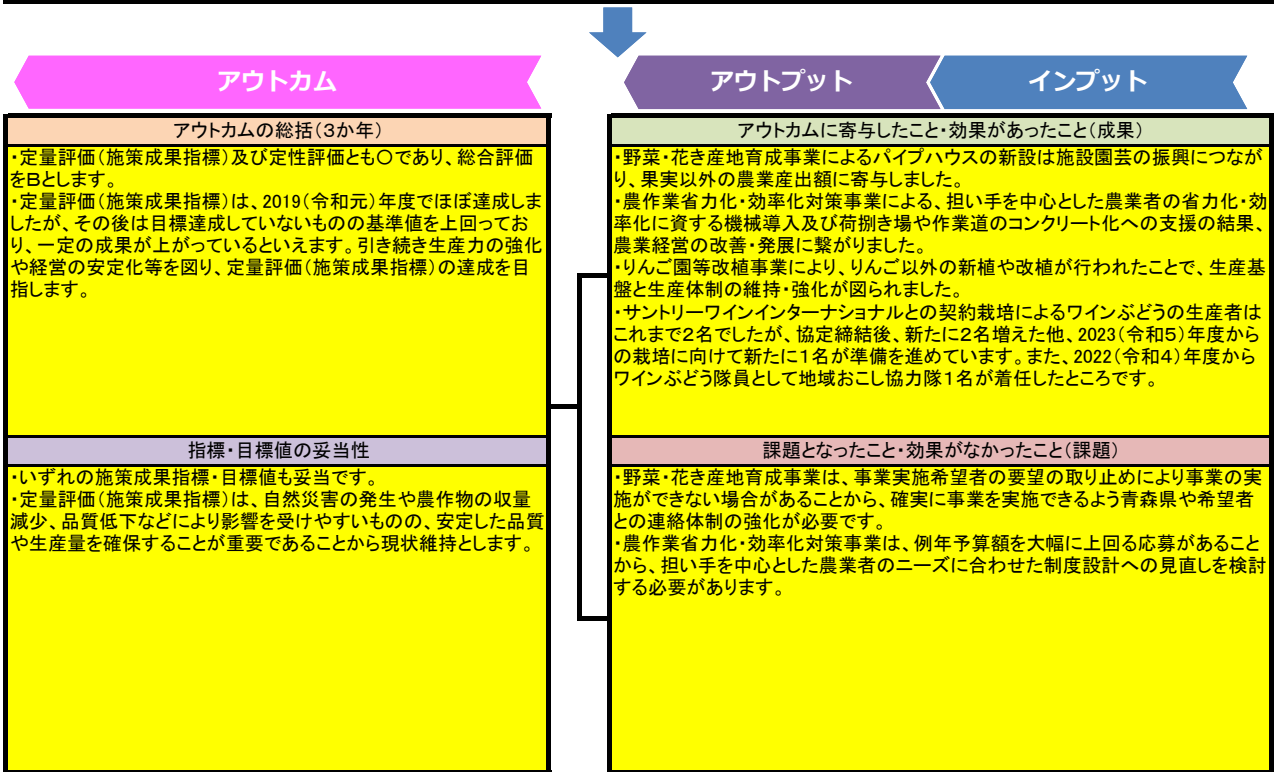 アウトカム
アウトプット
インプット
アウトカムの総括(3か年)
・定量評価(施策成果指標)及び定性評価とも○であり、総合評価
をBとします。
・定量評価(施策成果指標)は、2019(令和元)年度でほぼ達成しま
したが、その後は目標達成していないものの基準値を上回ってお
り、一定の成果が上がっているといえます。引き続き生産力の強化
や経営の安定化等を図り、定量評価(施策成果指標)の達成を目
指します。
指標・目標値の妥当性
・いずれの施策成果指標・目標値も妥当です。
・定量評価(施策成果指標)は、自然災害の発生や農作物の収量
減少、品質低下などにより影響を受けやすいものの、安定した品質
や生産量を確保することが重要であることから現状維持とします。
アウトカムに寄与したこと・効果があったこと(成果)
・野菜・花き産地育成事業によるパイプハウスの新設は施設園芸の振興につなが
り、果実以外の農業産出額に寄与しました。
・農作業省力化・効率化対策事業による、担い手を中心とした農業者の省力化・効
率化に資する機械導入及び荷捌き場や作業道のコンクリート化への支援の結果、
農業経営の改善・発展に繋がりました。
・りんご園等改植事業により、りんご以外の新植や改植が行われたことで、生産基
盤と生産体制の維持・強化が図られました。
・サントリーワインインターナショナルとの契約栽培によるワインぶどうの生産者は
これまで2名でしたが、協定締結後、新たに2名増えた他、2023(令和5)年度から
の栽培に向けて新たに1名が準備を進めています。また、2022(令和4)年度から
ワインぶどう隊員として地域おこし協力隊1名が着任したところです。
課題となったこと・効果がなかったこと(課題)
・野菜・花き産地育成事業は、事業実施希望者の要望の取り止めにより事業の実
施ができない場合があることから、確実に事業を実施できるよう青森県や希望者
との連絡体制の強化が必要です。
・農作業省力化・効率化対策事業は、例年予算額を大幅に上回る応募があること
から、担い手を中心とした農業者のニーズに合わせた制度設計への見直しを検討
する必要があります。